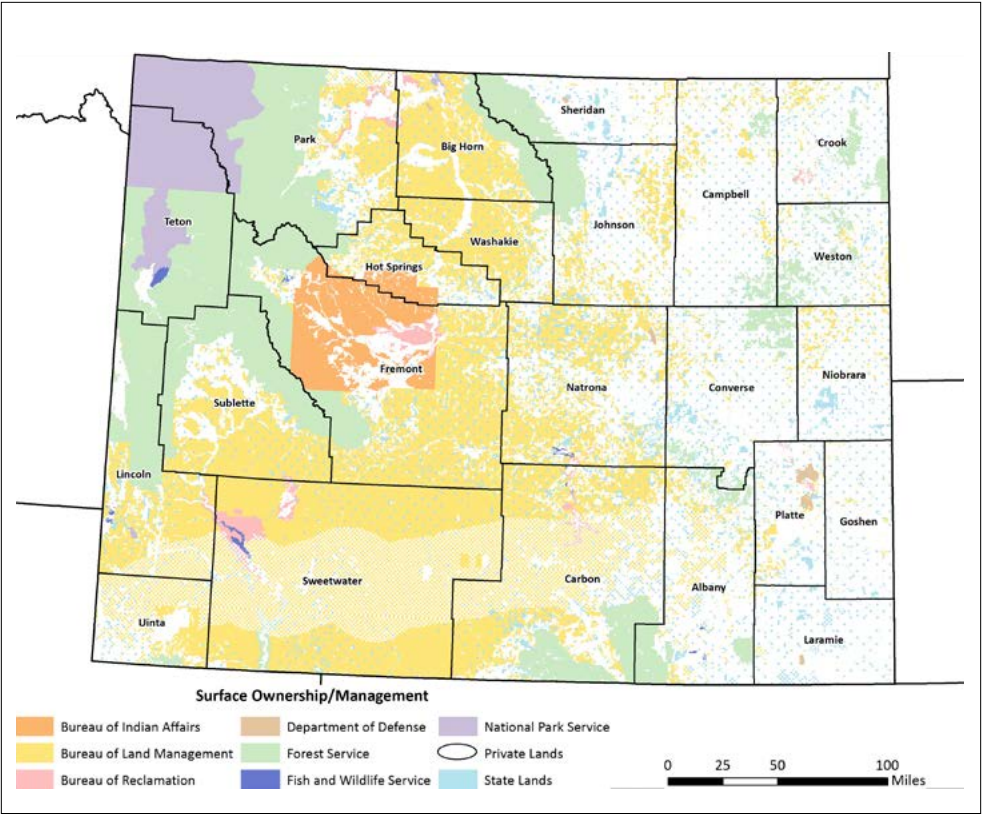 Sheridan
Park
Big Horn
Crook
Campbell
Teton
Johnson
Washakie
Weston
Hot Springs
Fremont
Natrona
Converse
Niobrara
Sublette
Lincoln
Platte
Goshen
Sweetwater
Carbon
Albany
Uinta
Laramie
Surface Ownership/Management
Bureau of Indian Affairs
Department of Defense
National Park Service
Bureau of Land Management
Forest Service
Private Lands
Bureau of Reclamation
Fish and Wildlife Service
State Lands
0 25 50 100
Miles